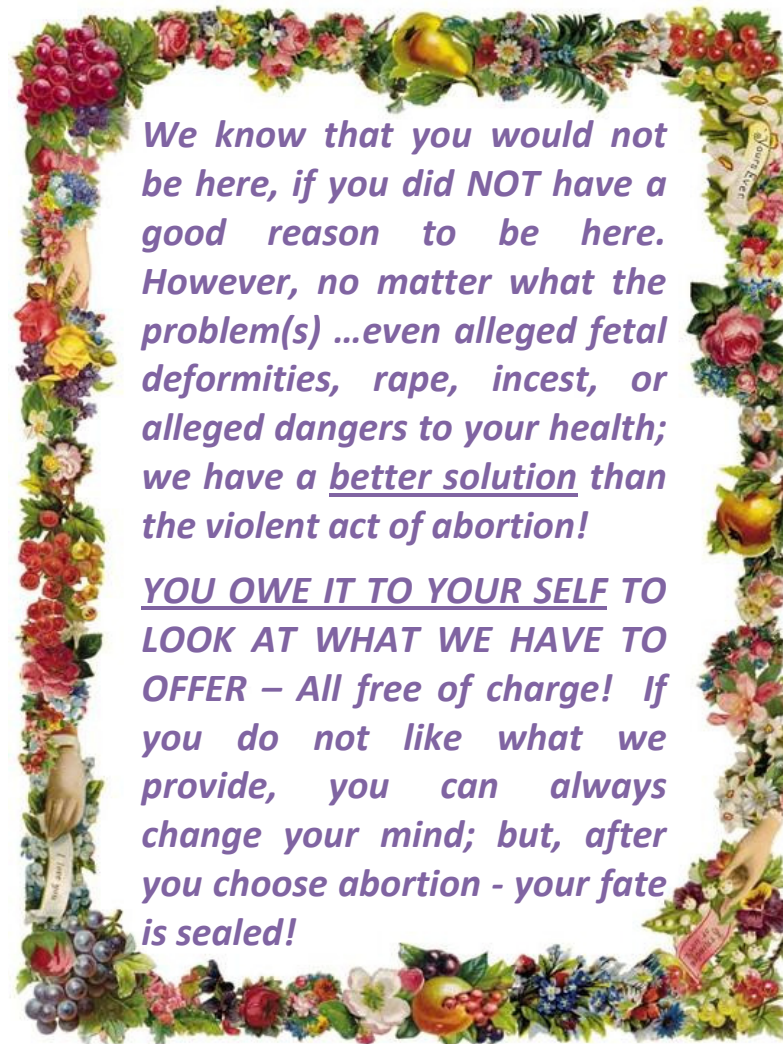 Yours Ever
We know that you would not
be here, if you did NOT have a
good reason to be here.
However, no matter what the
problem(s) …even alleged fetal
deformities, rape, incest, or
alleged dangers to your health;
we have a better solution than
the violent act of abortion!
YOU OWE IT TO YOUR SELF TO
LOOK AT WHAT WE HAVE TO
OFFER – All free of charge! If
you do not like what we
provide, you can always
change your mind; but, after
you choose abortion - your fate
is sealed!
I love you